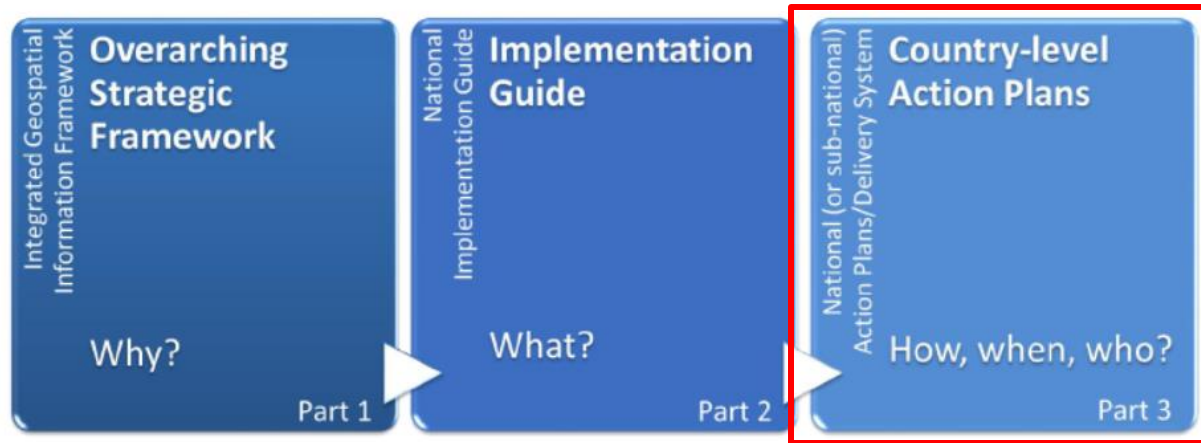 Integrated Geospatial
Information Framework
Overarching
Strategic
Framework
Why?
Part 1
National
Implementation Guide
Implementation
Guide
What?
Part 2
National (or sub-national)
Action Plans/Delivery System
Country-level
Action Plans
How, when, who?
Part 3